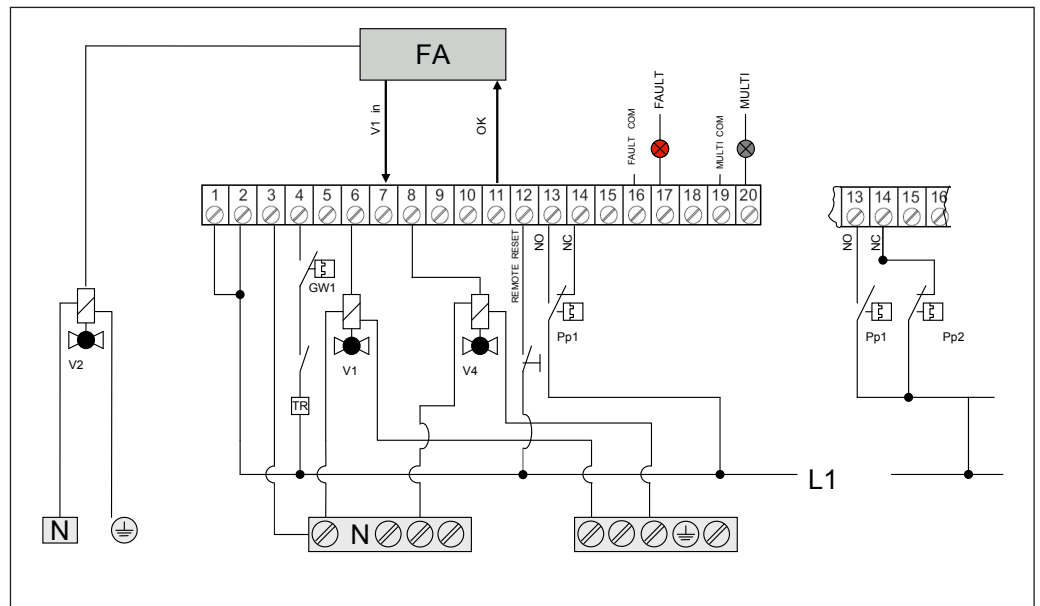 FA
V1 in
OK
FAULT COM
FAULT
MULTI COM
MULTI
1 2 3 4 5 6 7 8 9 10 11 12 13 14 15 16 17 18 19 20
13 14 15 16
GW1
REMOTE RESET
NO
NC
NO
NC
V2
V1
V4
Pp1
Pp1
Pp2
TR
L1
N
N